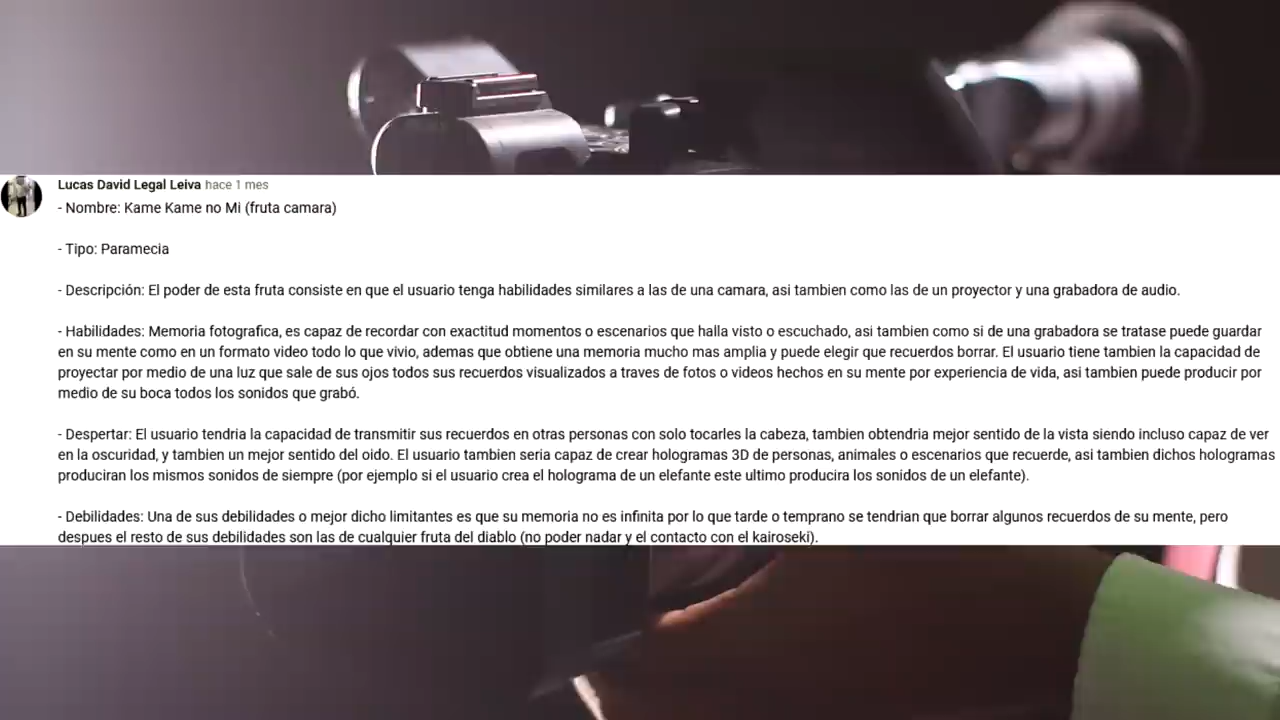 Lucas David Legal Leiva hace 1 mes
- Nombre: Kame Kame no Mi (fruta camara)
- Tipo: Paramecia
- Descripción: El poder de esta fruta consiste en que el usuario tenga habilidades similares a las de una camara, asi tambien como las de un proyector y una grabadora de audio.
- Habilidades: Memoria fotografica, es capaz de recordar con exactitud momentos o escenarios que halla visto o escuchado, asi tambien como si de una grabadora se tratase puede guardar
en su mente como en un formato video todo lo que vivio, ademas que obtiene una memoria mucho mas amplia y puede elegir que recuerdos borrar. El usuario tiene tambien la capacidad de
proyectar por medio de una luz que sale de sus ojos todos sus recuerdos visualizados a traves de fotos o videos hechos en su mente por experiencia de vida, asi tambien puede producir por
medio de su boca todos los sonidos que grabó.
- Despertar: El usuario tendria la capacidad de transmitir sus recuerdos en otras personas con solo tocarles la cabeza, tambien obtendria mejor sentido de la vista siendo incluso capaz de ver
en la oscuridad, y tambien un mejor sentido del oido. El usuario tambien seria capaz de crear hologramas 3D de personas, animales o escenarios que recuerde, asi tambien dichos hologramas
produciran los mismos sonidos de siempre (por ejemplo si el usuario crea el holograma de un elefante este ultimo producira los sonidos de un elefante).
- Debilidades: Una de sus debilidades o mejor dicho limitantes es que su memoria no es infinita por lo que tarde o temprano se tendrian que borrar algunos recuerdos de su mente, pero
despues el resto de sus debilidades son las de cualquier fruta del diablo (no poder nadar y el contacto con el kairoseki).